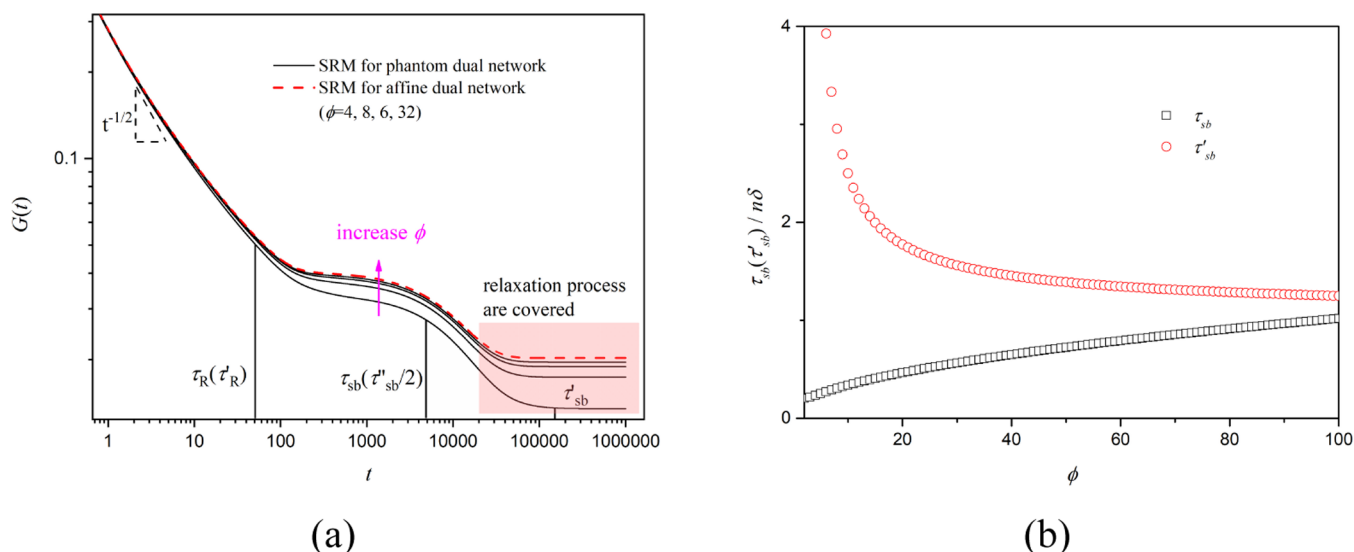 SRM for phantom dual network
SRM for affine dual network
(ϕ=4, 8, 6, 32)
t⁻¹/²
0.1
G(t)
increase ϕ
relaxation process
are covered
τR(τ'R)
τsb(τ''sb/2)
τ'sb
1 10 100 1000 10000 100000 1000000
t
(a)
4
τsb
τ'sb
2
τsb(τ'sb) / nδ
0
20 40 60 80 100
ϕ
(b)